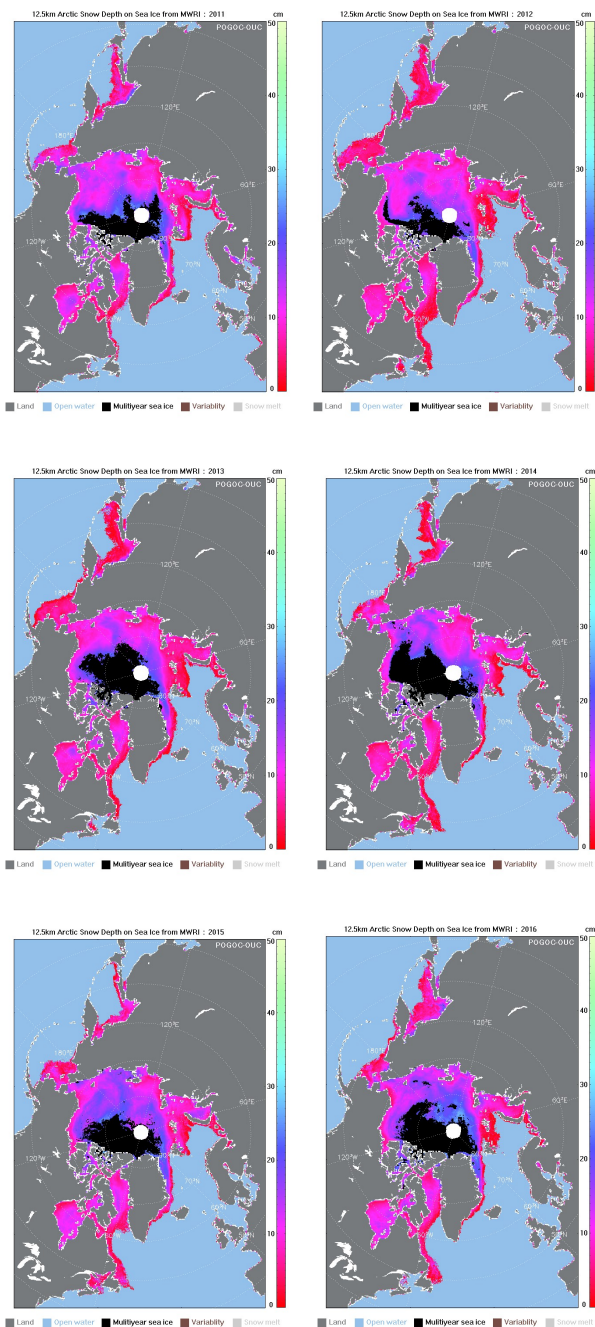 12.5km Arctic Snow Depth on Sea Ice from MWRI : 2011 cm
POGOC-OUC
50
40
30
20
10
0
120°E
180°E
60°E
120°W
70°N
60°N
Land Open water Mulitiyear sea ice Variablity Snow melt
12.5km Arctic Snow Depth on Sea Ice from MWRI : 2012 cm
POGOC-OUC
50
40
30
20
10
0
120°E
180°E
60°E
120°W
70°N
Land Open water Mulitiyear sea ice Variablity Snow melt
12.5km Arctic Snow Depth on Sea Ice from MWRI : 2013 cm
POGOC-OUC
50
40
30
20
10
0
120°E
180°E
60°E
120°W
70°N
60°N
60°W
50°N
Land Open water Mulitiyear sea ice Variablity Snow melt
12.5km Arctic Snow Depth on Sea Ice from MWRI : 2014 cm
POGOC-OUC
50
40
30
20
10
0
120°E
180°E
60°E
120°W
70°N
60°N
50°N
Land Open water Mulitiyear sea ice Variablity Snow melt
12.5km Arctic Snow Depth on Sea Ice from MWRI : 2015 cm
POGOC-OUC
50
40
30
20
10
0
120°E
180°E
60°E
120°W
70°N
60°N
50°N
Land Open water Mulitiyear sea ice Variablity Snow melt
12.5km Arctic Snow Depth on Sea Ice from MWRI : 2016 cm
POGOC-OUC
50
40
30
20
10
0
120°E
180°E
60°E
120°W
70°N
60°N
50°N
Land Open water Mulitiyear sea ice Variablity Snow melt